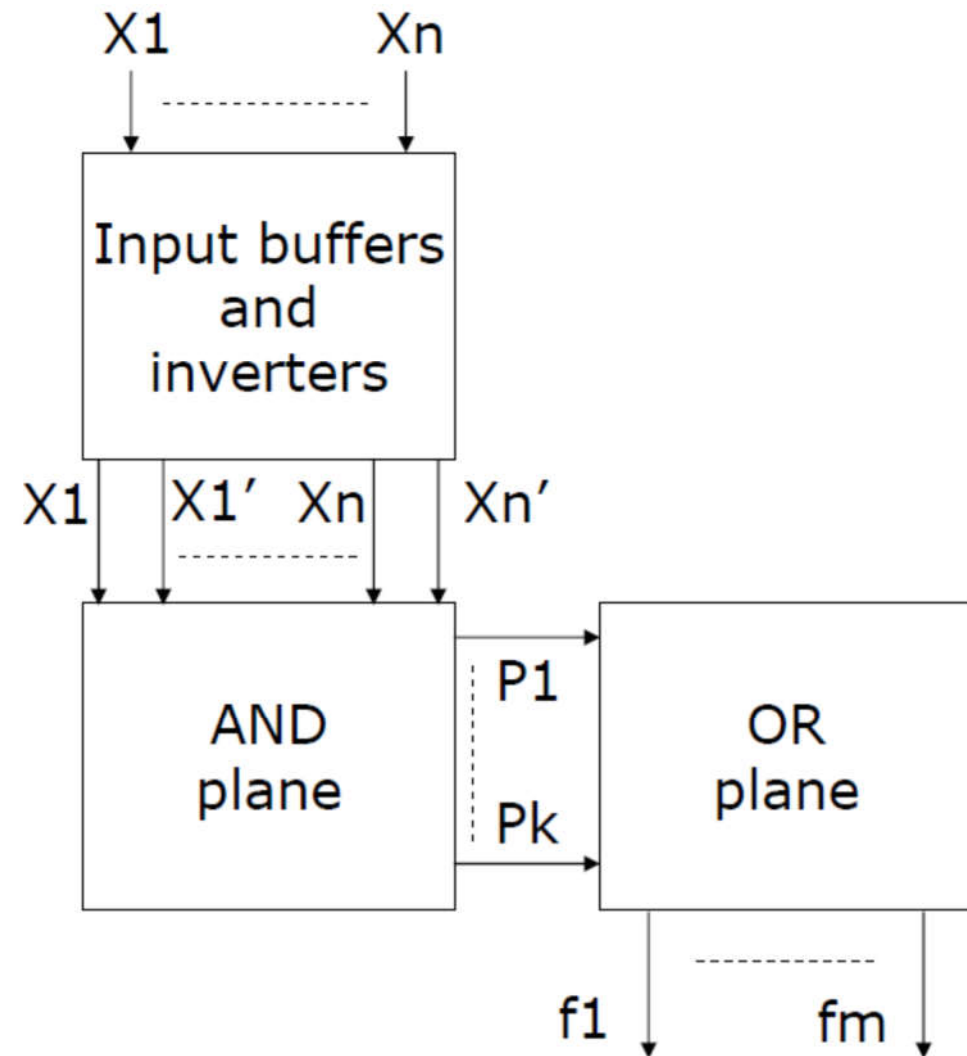 X1 Xn
Input buffers
and
inverters
X1 X1′ Xn Xn′
AND
plane
P1
Pk
OR
plane
f1 fm